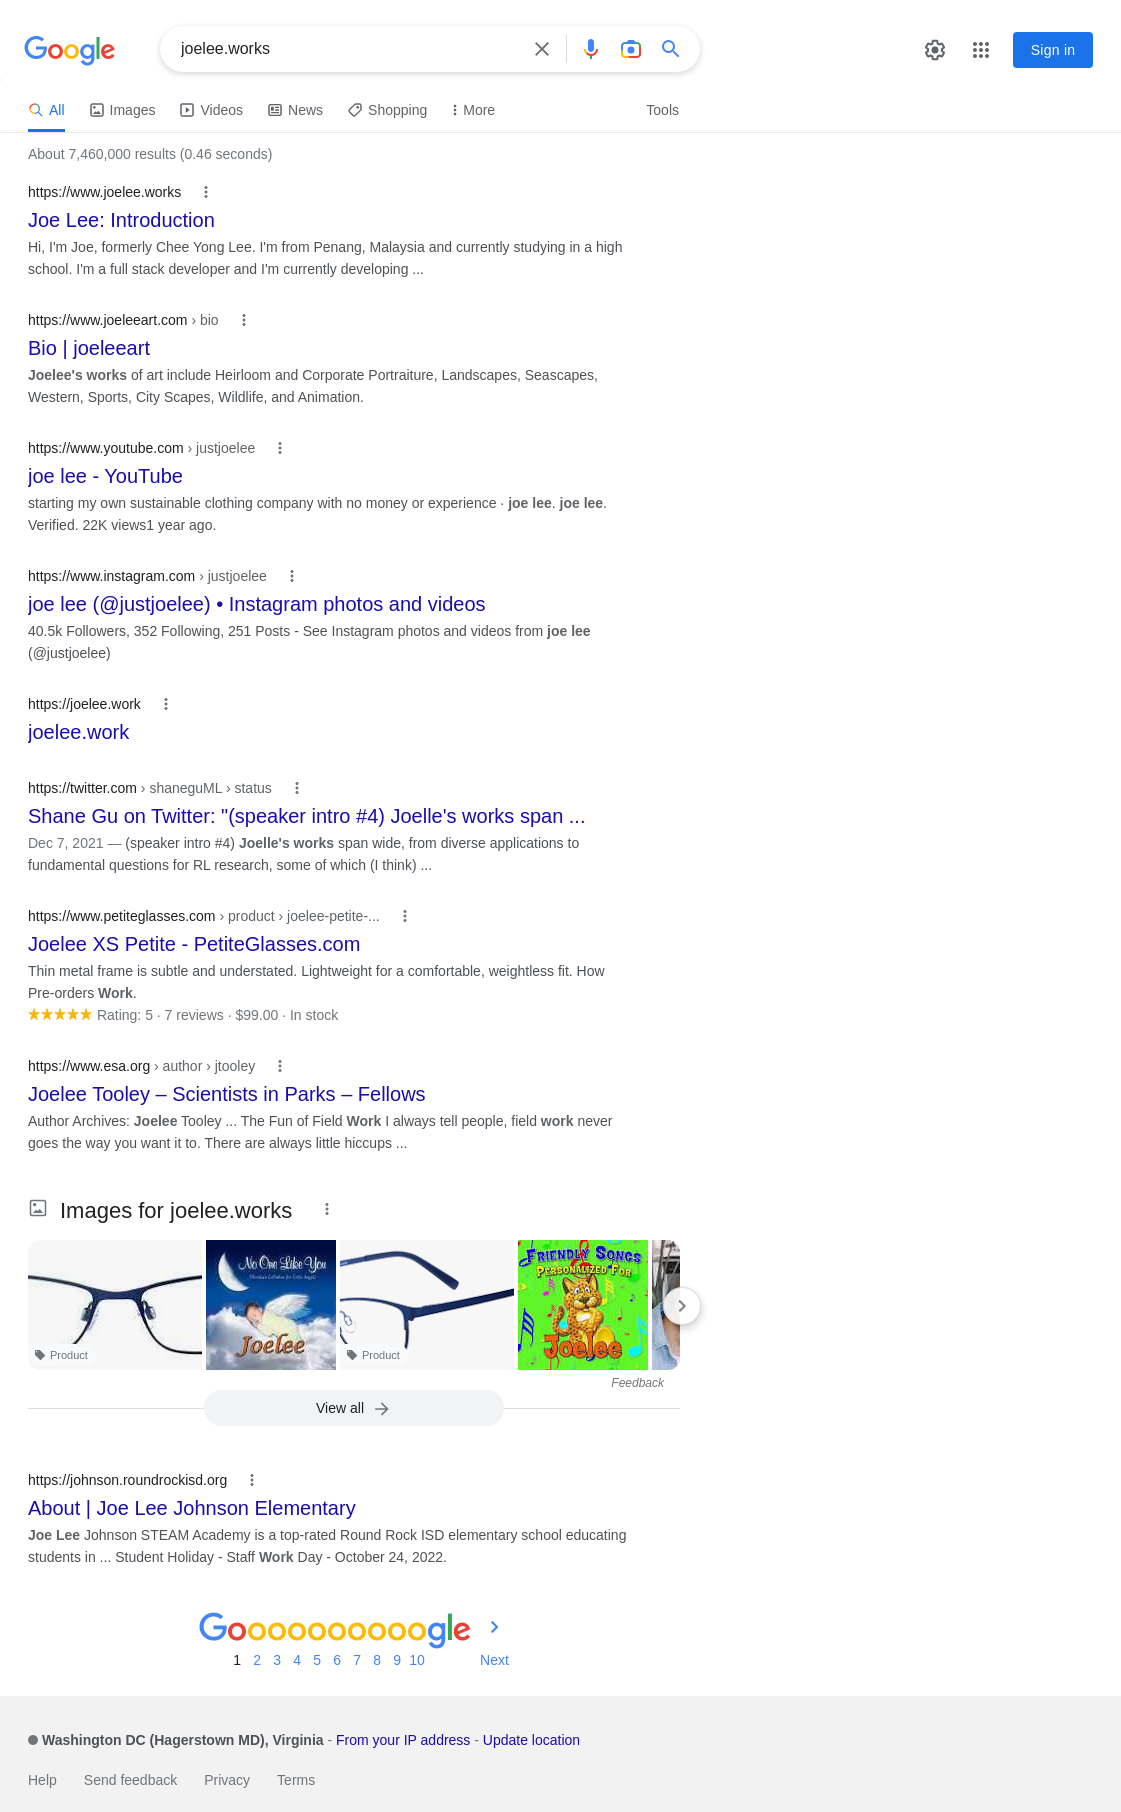 Google
joelee.works
Sign in
All
Images
Videos
News
Shopping
More
Tools
About 7,460,000 results (0.46 seconds)
https://www.joelee.works
Joe Lee: Introduction
Hi, I'm Joe, formerly Chee Yong Lee. I'm from Penang, Malaysia and currently studying in a high
school. I'm a full stack developer and I'm currently developing ...
https://www.joeleeart.com › bio
Bio | joeleeart
Joelee's works of art include Heirloom and Corporate Portraiture, Landscapes, Seascapes,
Western, Sports, City Scapes, Wildlife, and Animation.
https://www.youtube.com › justjoelee
joe lee - YouTube
starting my own sustainable clothing company with no money or experience · joe lee. joe lee.
Verified. 22K views1 year ago.
https://www.instagram.com › justjoelee
joe lee (@justjoelee) • Instagram photos and videos
40.5k Followers, 352 Following, 251 Posts - See Instagram photos and videos from joe lee
(@justjoelee)
https://joelee.work
joelee.work
https://twitter.com › shaneguML › status
Shane Gu on Twitter: "(speaker intro #4) Joelle's works span ...
Dec 7, 2021 — (speaker intro #4) Joelle's works span wide, from diverse applications to
fundamental questions for RL research, some of which (I think) ...
https://www.petiteglasses.com › product › joelee-petite-...
Joelee XS Petite - PetiteGlasses.com
Thin metal frame is subtle and understated. Lightweight for a comfortable, weightless fit. How
Pre-orders Work.
Rating: 5 · 7 reviews · $99.00 · In stock
https://www.esa.org › author › jtooley
Joelee Tooley – Scientists in Parks – Fellows
Author Archives: Joelee Tooley ... The Fun of Field Work I always tell people, field work never
goes the way you want it to. There are always little hiccups ...
Images for joelee.works
No One Like You
Joelee
FRIENDLY SONGS
PERSONALIZED FOR
Joelee
Product
Product
Feedback
View all
https://johnson.roundrockisd.org
About | Joe Lee Johnson Elementary
Joe Lee Johnson STEAM Academy is a top-rated Round Rock ISD elementary school educating
students in ... Student Holiday - Staff Work Day - October 24, 2022.
Goooooooooogle
1 2 3 4 5 6 7 8 9 10 Next
Washington DC (Hagerstown MD), Virginia - From your IP address - Update location
Help Send feedback Privacy Terms